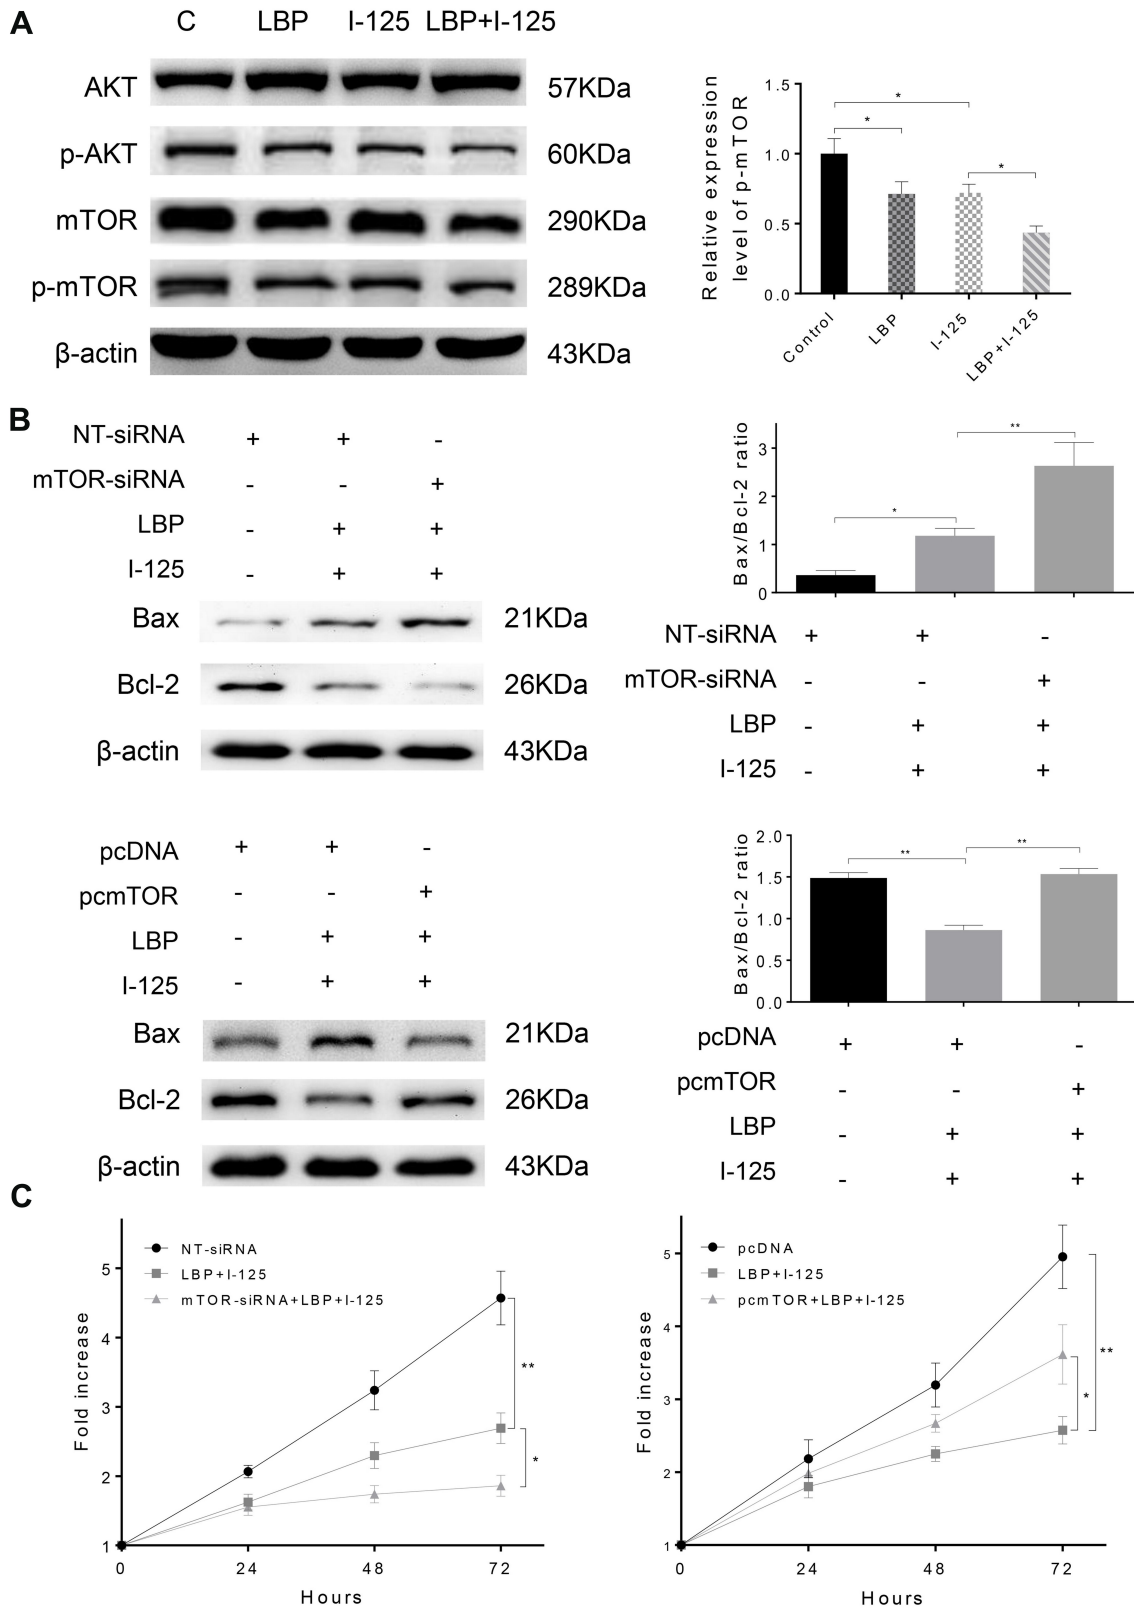 A
C LBP I-125 LBP+I-125
AKT 57KDa
p-AKT 60KDa
mTOR 290KDa
p-mTOR 289KDa
β-actin 43KDa
Relative expression
level of p-mTOR
1.5
1.0
0.5
0.0
*
*
*
Control LBP I-125 LBP+I-125
B
NT-siRNA + + -
mTOR-siRNA - - +
LBP - + +
I-125 - + +
Bax 21KDa
Bcl-2 26KDa
β-actin 43KDa
Bax/Bcl-2 ratio
3
2
1
0
*
**
NT-siRNA + + -
mTOR-siRNA - - +
LBP - + +
I-125 - + +
pcDNA + + -
pcmTOR - - +
LBP - + +
I-125 - + +
Bax 21KDa
Bcl-2 26KDa
β-actin 43KDa
Bax/Bcl-2 ratio
2.0
1.5
1.0
0.5
0.0
**
**
pcDNA + + -
pcmTOR - - +
LBP - + +
I-125 - + +
C
NT-siRNA
LBP+I-125
mTOR-siRNA+LBP+I-125
Fold increase
5
4
3
2
1
**
*
0 24 48 72
Hours
pcDNA
LBP+I-125
pcmTOR+LBP+I-125
Fold increase
5
4
3
2
1
**
*
0 24 48 72
Hours